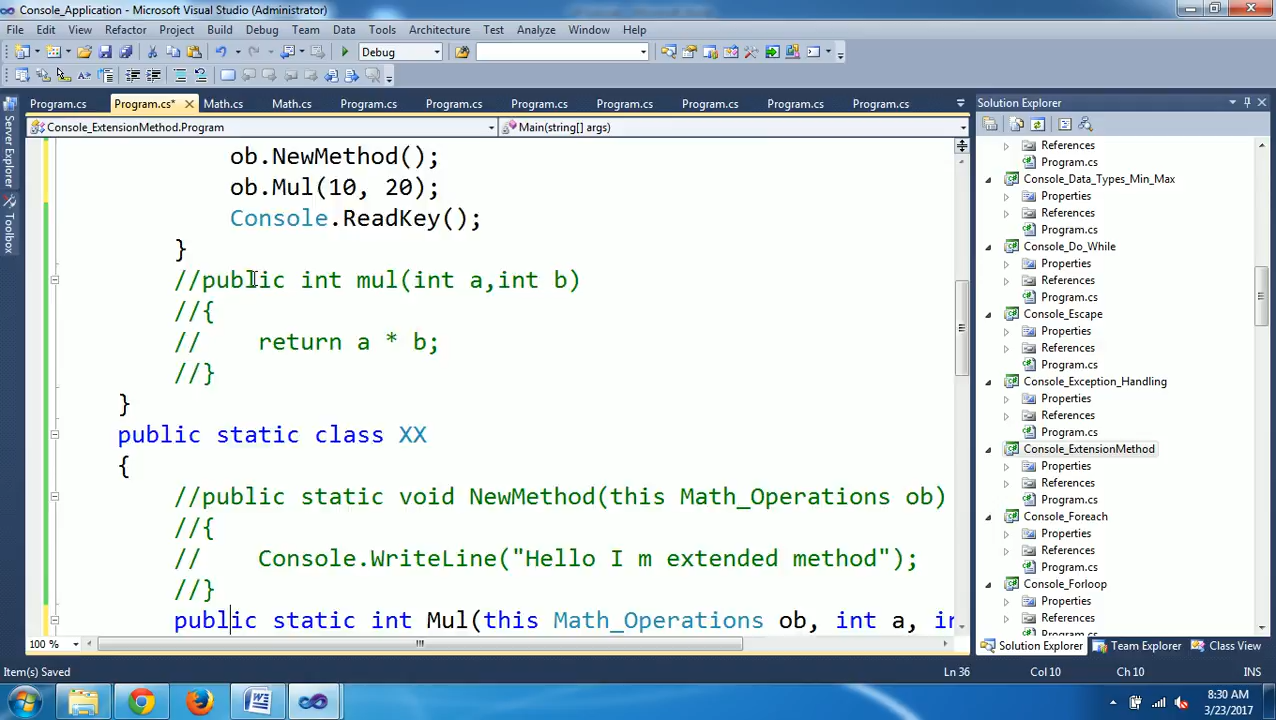 Console_Application - Microsoft Visual Studio (Administrator)
File Edit View Refactor Project Build Debug Team Data Tools Architecture Test Analyze Window Help
Debug
Program.cs Program.cs* Math.cs Math.cs Program.cs Program.cs Program.cs Program.cs Program.cs Program.cs Program.cs
Console_ExtensionMethod.Program Main(string[] args)
ob.NewMethod();
ob.Mul(10, 20);
Console.ReadKey();
}
//public int mul(int a,int b)
//{
// return a * b;
//}
}
public static class XX
{
//public static void NewMethod(this Math_Operations ob)
//{
// Console.WriteLine("Hello I m extended method");
//}
public static int Mul(this Math_Operations ob, int a, in
100 %
Server Explorer
Toolbox
Solution Explorer
References
Program.cs
Console_Data_Types_Min_Max
Properties
References
Program.cs
Console_Do_While
Properties
References
Program.cs
Console_Escape
Properties
References
Program.cs
Console_Exception_Handling
Properties
References
Program.cs
Console_ExtensionMethod
Properties
References
Program.cs
Console_Foreach
Properties
References
Program.cs
Console_Forloop
Properties
References
Program.cs
Solution Explorer Team Explorer Class View
Item(s) Saved Ln 36 Col 10 Ch 10 INS
8:30 AM
3/23/2017